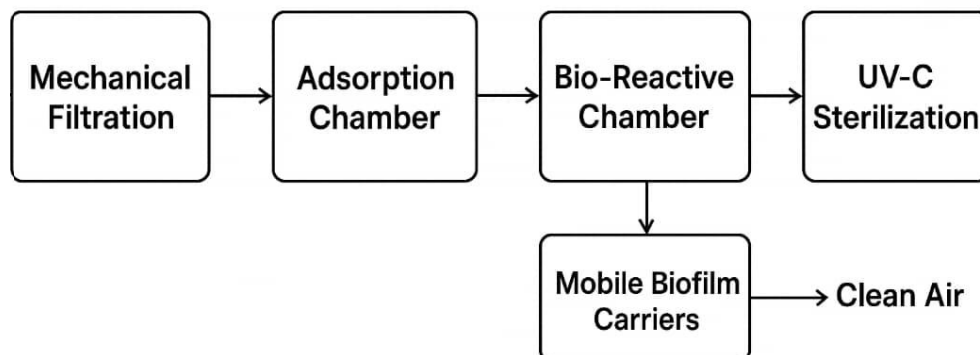 Mechanical
Filtration
Adsorption
Chamber
Bio-Reactive
Chamber
UV-C
Sterilization
Mobile Biofilm
Carriers
Clean Air